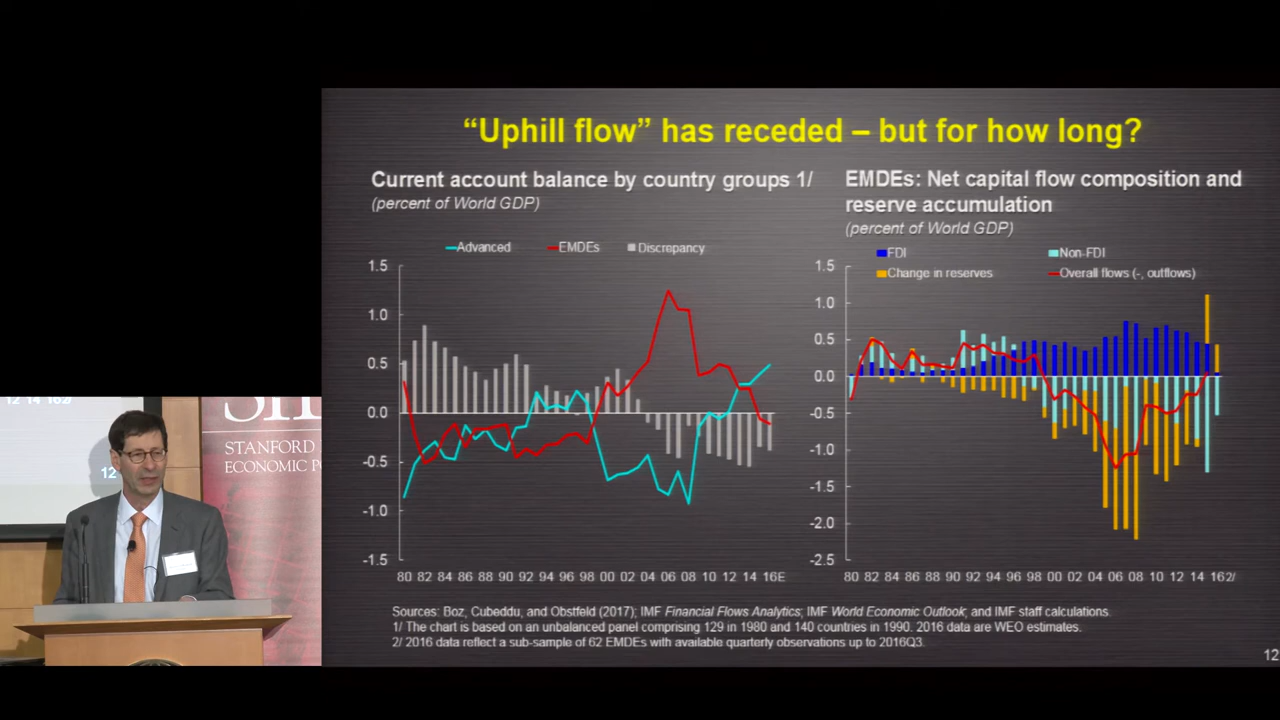 “Uphill flow” has receded – but for how long?
Current account balance by country groups 1/
(percent of World GDP)
Advanced EMDEs Discrepancy
1.5
1.0
0.5
0.0
-0.5
-1.0
-1.5
80 82 84 86 88 90 92 94 96 98 00 02 04 06 08 10 12 14 16E
EMDEs: Net capital flow composition and
reserve accumulation
(percent of World GDP)
FDI Non-FDI
Change in reserves Overall flows (-, outflows)
1.5
1.0
0.5
0.0
-0.5
-1.0
-1.5
-2.0
-2.5
80 82 84 86 88 90 92 94 96 98 00 02 04 06 08 10 12 14 16 2/
Sources: Boz, Cubeddu, and Obstfeld (2017); IMF Financial Flows Analytics; IMF World Economic Outlook, and IMF staff calculations.
1/ The chart is based on an unbalanced panel comprising 129 in 1980 and 140 countries in 1990. 2016 data are WEO estimates.
2/ 2016 data reflect a sub-sample of 62 EMDEs with available quarterly observations up to 2016Q3.
12
12 14 16 2/
12
STANFORD
ECONOMIC